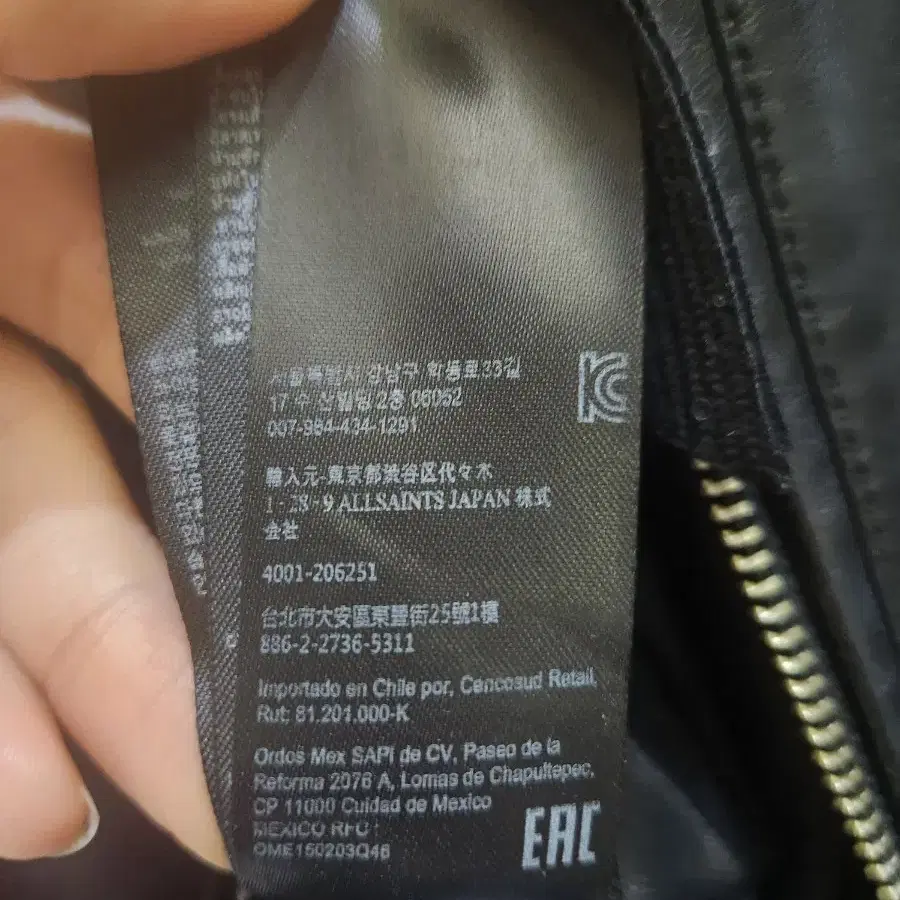 서울특별시 강남구 학동로33길
17 수 선빌딩 2층 06052
007-984-434-1291
KC
輸入元-東京都渋谷区代々木
1-28-9 ALLSAINTS JAPAN 株式
会社
4001-206251
台北市大安區東豐街25號1樓
886-2-2736-5311
Importado en Chile por, Cencosud Retail,
Rut: 81.201.000-K
Ordos Mex SAPI de CV, Paseo de la
Reforma 2076 A, Lomas de Chapultepec,
CP 11000 Cuidad de Mexico
MEXICO RFC :
OME150203Q46
EAC